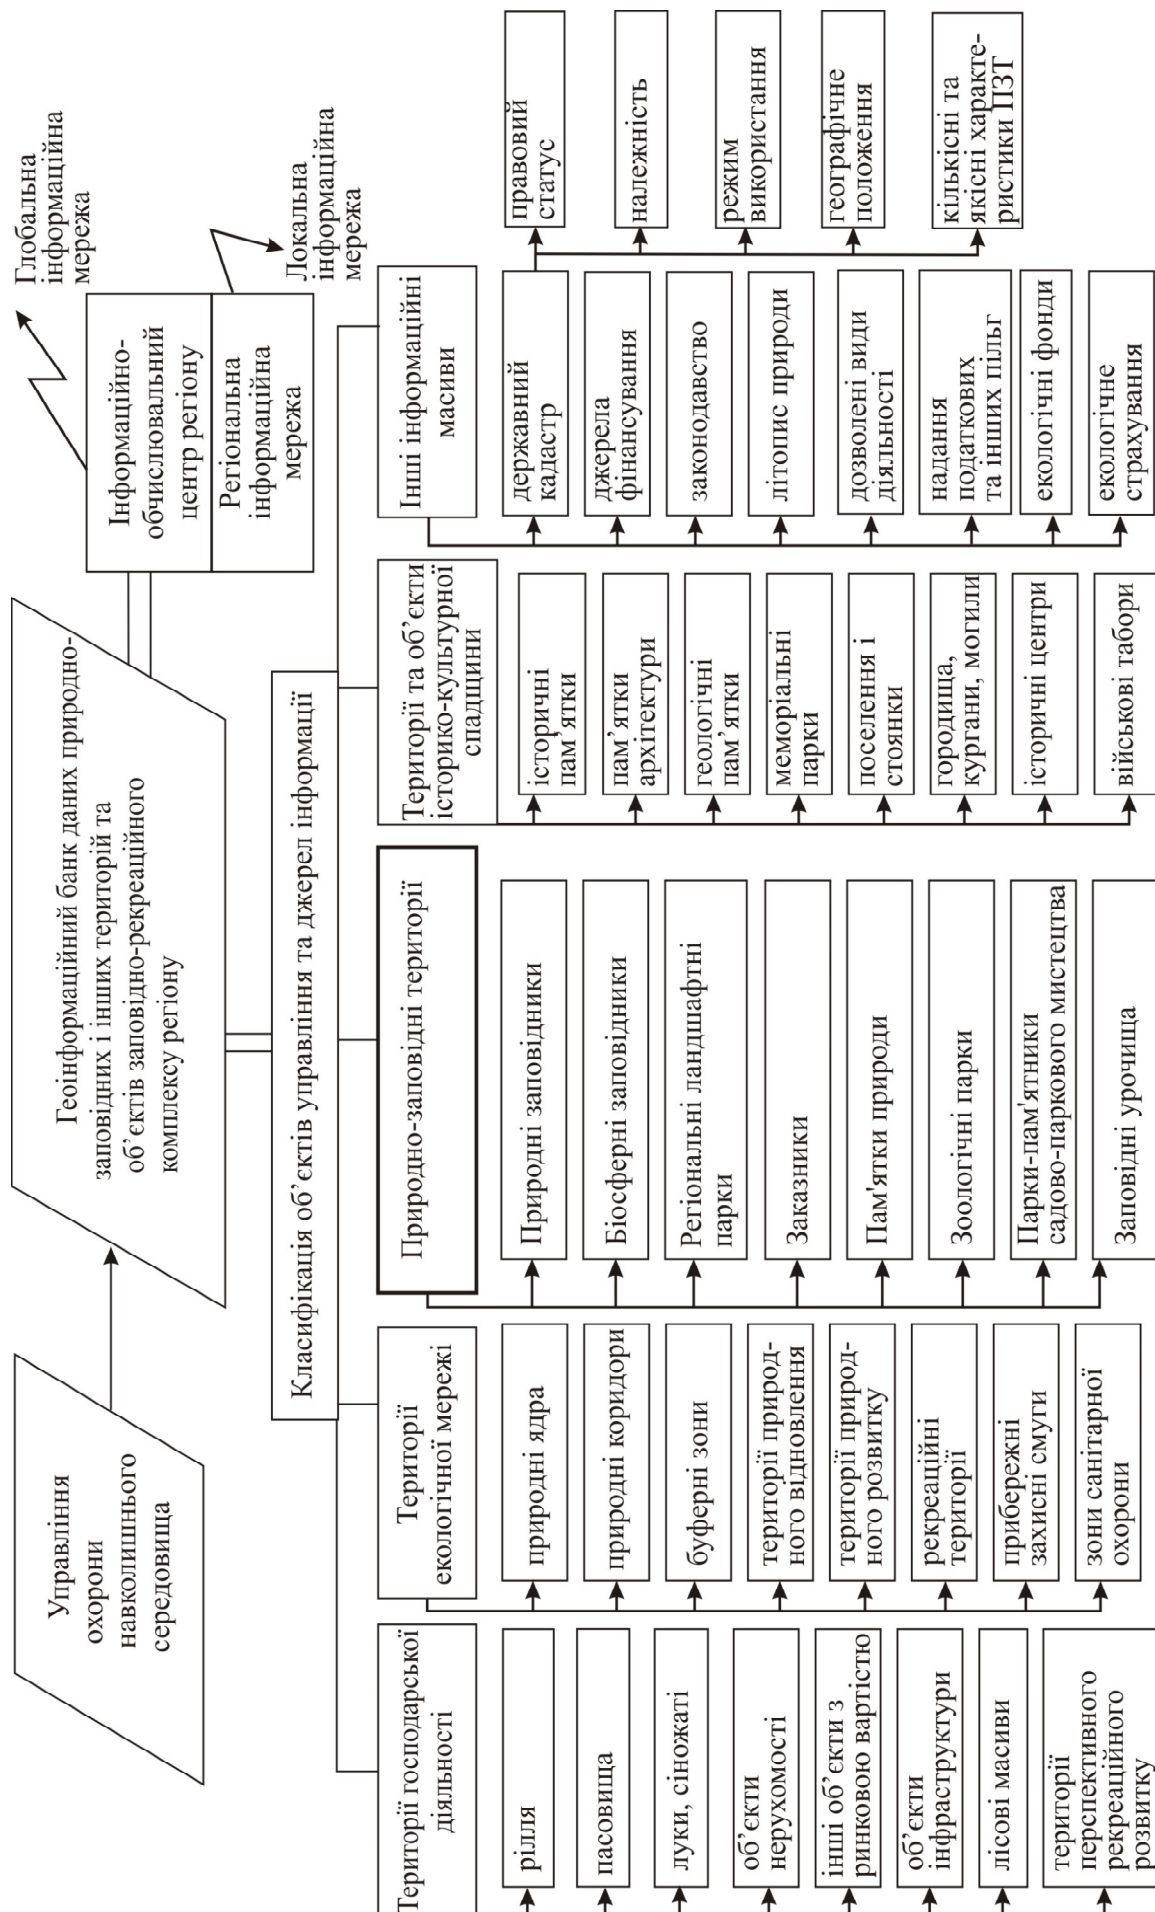 Управління
охорони
навколишнього
середовища
Геоінформаційний банк даних природно-
заповідних і інших територій та
об’єктів заповідно-рекреаційного
комплексу регіону
Інформаційно-
обчислювальний
центр регіону
Регіональна
інформаційна
мережа
Глобальна
інформаційна
мережа
Локальна
інформаційна
мережа
Класифікація об’єктів управління та джерел інформації
Території господарської
діяльності
рілля
пасовища
луки, сіножаті
об’єкти
нерухомості
інші об’єкти з
ринковою вартістю
об’єкти
інфраструктури
лісові масиви
території
перспективного
рекреаційного
розвитку
Території
екологічної мережі
природні ядра
природні коридори
буферні зони
території природ-
ного відновлення
території природ-
ного розвитку
рекреаційні
території
прибережні
захисні смуги
зони санітарної
охорони
Природно-заповідні території
Природні заповідники
Біосферні заповідники
Регіональні ландшафтні
парки
Заказники
Пам'ятки природи
Зоологічні парки
Парки-пам'ятники
садово-паркового мистецтва
Заповідні урочища
Території та об’єкти
історико-культурної
спадщини
історичні
пам’ятки
пам’ятки
архітектури
геологічні
пам’ятки
меморіальні
парки
поселення і
стоянки
городища,
кургани, могили
історичні центри
військові табори
Інші інформаційні
масиви
державний
кадастр
джерела
фінансування
законодавство
літопис природи
дозволені види
діяльності
надання
податкових
та інших пільг
екологічні фонди
екологічне
страхування
правовий
статус
належність
режим
використання
географічне
положення
кількісні та
якісні характе-
ристики ПЗТ